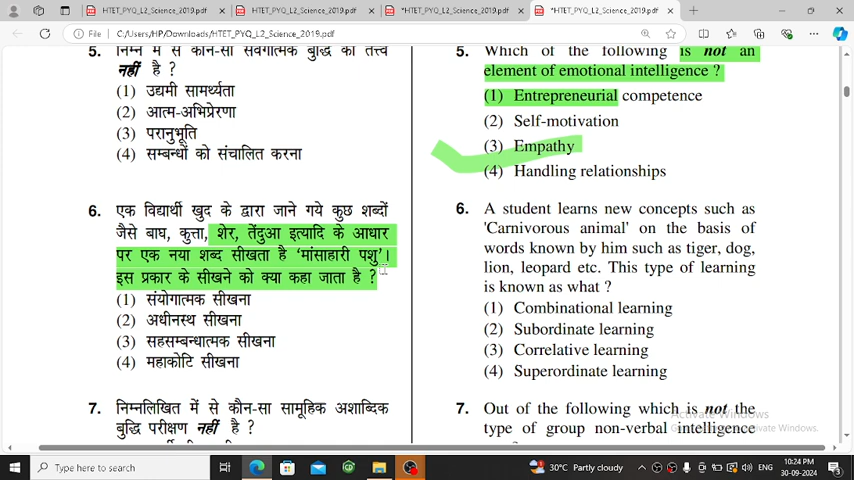 HTET_PYQ_L2_Science_2019.pdf
HTET_PYQ_L2_Science_2019.pdf
*HTET_PYQ_L2_Science_2019.pdf
*HTET_PYQ_L2_Science_2019.pdf
File
C:/Users/HP/Downloads/HTET_PYQ_L2_Science_2019.pdf
5. निम्न में से कौन-सा संवेगात्मक बुद्धि का तत्त्व
नहीं है ?
(1) उद्यमी सामर्थ्यता
(2) आत्म-अभिप्रेरणा
(3) परानुभूति
(4) सम्बन्धों को संचालित करना
6. एक विद्यार्थी खुद के द्वारा जाने गये कुछ शब्दों
जैसे बाघ, कुत्ता, शेर, तेंदुआ इत्यादि के आधार
पर एक नया शब्द सीखता है 'मांसाहारी पशु'।
इस प्रकार के सीखने को क्या कहा जाता है ?
(1) संयोगात्मक सीखना
(2) अधीनस्थ सीखना
(3) सहसम्बन्धात्मक सीखना
(4) महाकोटि सीखना
7. निम्नलिखित में से कौन-सा सामूहिक अशाब्दिक
बुद्धि परीक्षण नहीं है ?
5. Which of the following is not an
element of emotional intelligence ?
(1) Entrepreneurial competence
(2) Self-motivation
(3) Empathy
(4) Handling relationships
6. A student learns new concepts such as
'Carnivorous animal' on the basis of
words known by him such as tiger, dog,
lion, leopard etc. This type of learning
is known as what ?
(1) Combinational learning
(2) Subordinate learning
(3) Correlative learning
(4) Superordinate learning
7. Out of the following which is not the
type of group non-verbal intelligence
Activate Windows
Type here to search
30°C Partly cloudy
ENG
10:24 PM
30-09-2024